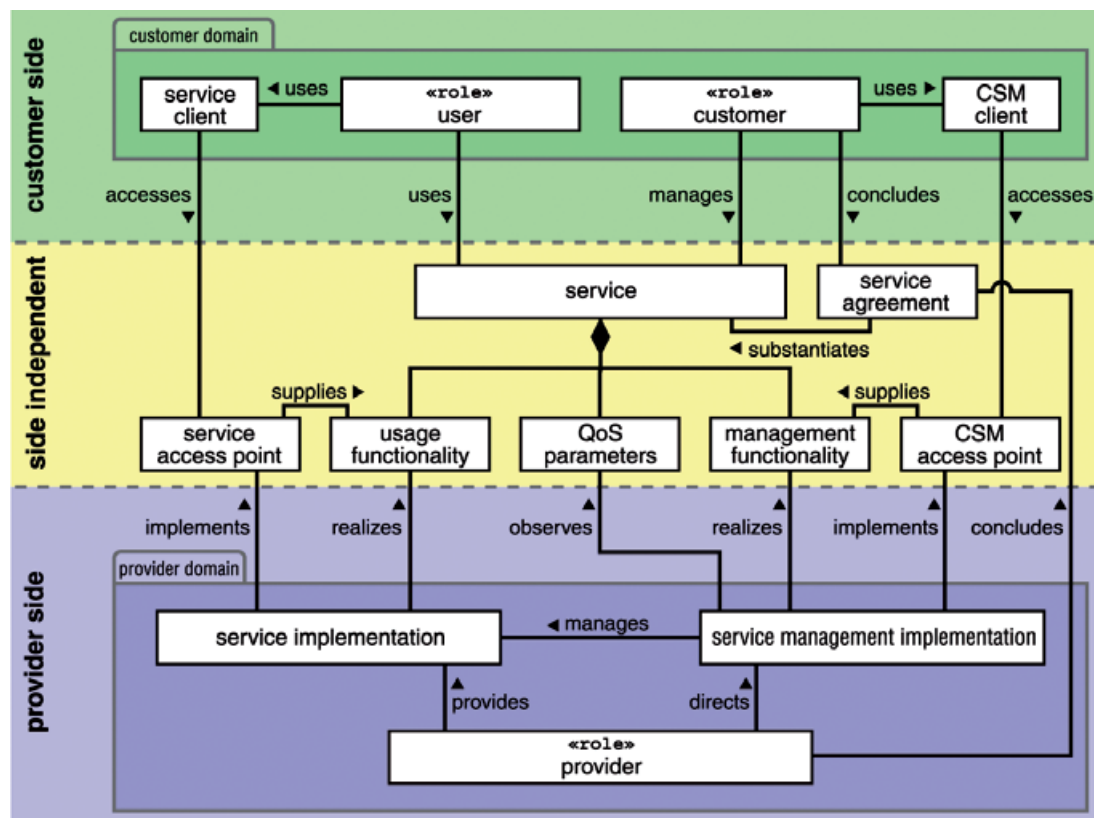 customer side
customer domain
service
client
◄ uses
«role»
user
«role»
customer
uses ►
CSM
client
accesses
▼
uses
▼
manages
▼
concludes
▼
accesses
▼
side independent
service
service
agreement
◄ substantiates
supplies ►
◄ supplies
service
access point
usage
functionality
QoS
parameters
management
functionality
CSM
access point
provider side
▲
implements
▲
realizes
▲
observes
▲
realizes
▲
implements
▲
concludes
provider domain
service implementation
◄ manages
service management implementation
▲
provides
▲
directs
«role»
provider